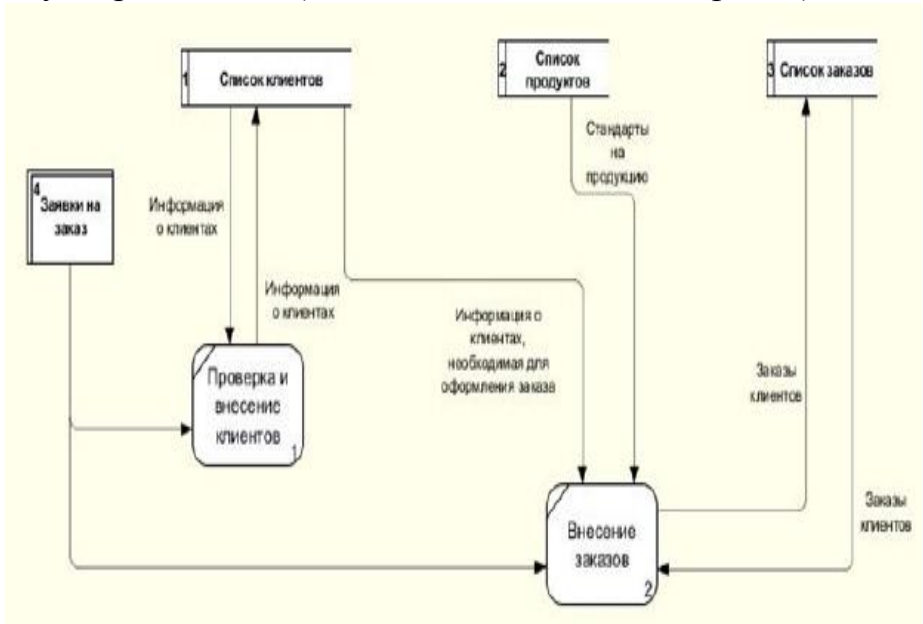 1
Список клиентов
2
Список
продуктов
3
Список заказов
Стандарты
на
продукцию
4
Заявки на
заказ
Информация
о клиентах
Информация
о клиентах
Информация о
клиентах,
необходимая для
оформления заказа
Проверка и
внесение
клиентов
1
Заказы
клиентов
Заказы
клиентов
Внесение
заказов
2